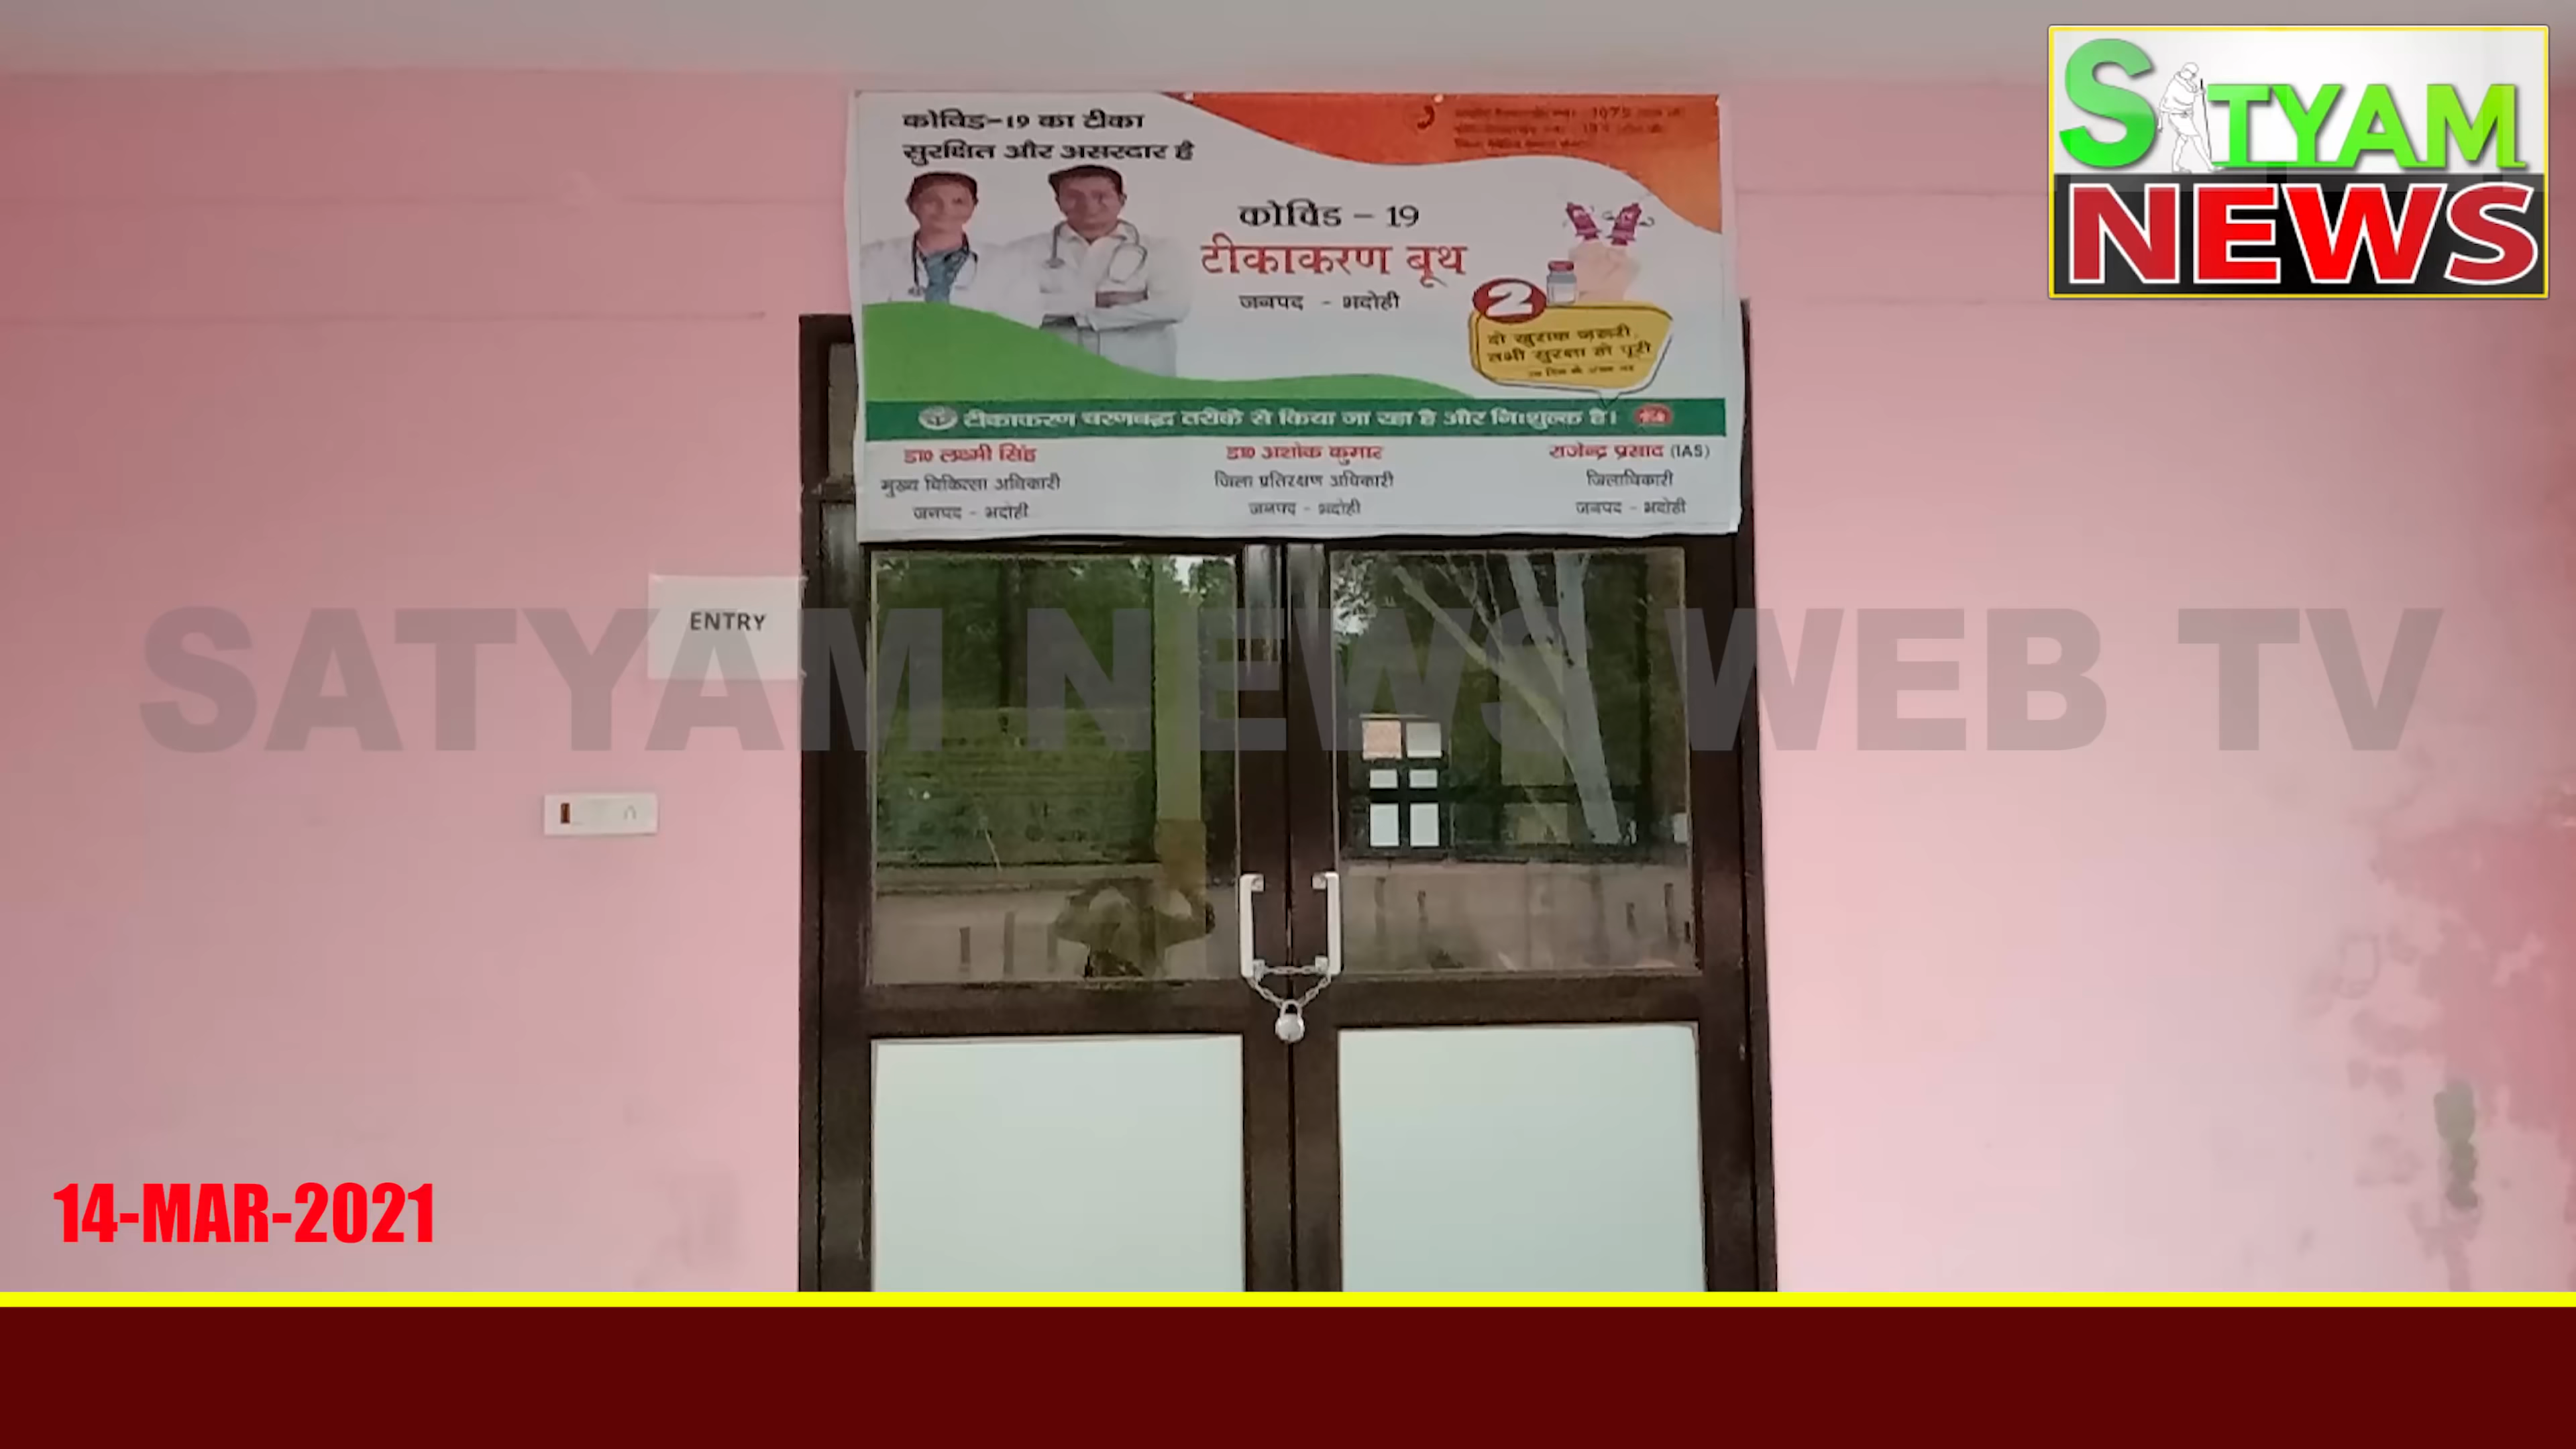 SATYAM
NEWS
कोविड-19 का टीका
सुरक्षित और असरदार है
1075
कोविड - 19
टीकाकरण बूथ
जनपद - भदोही
2
दो खुराक ज़रूरी,
तभी सुरक्षा हो पूरी
टीकाकरण चरणबद्ध तरीके से किया जा रहा है और निःशुल्क है।
डा० लक्ष्मी सिंह
मुख्य चिकित्सा अधिकारी
जनपद - भदोही
डा० अशोक कुमार
जिला प्रतिरक्षण अधिकारी
जनपद - भदोही
राजेन्द्र प्रसाद (IAS)
जिलाधिकारी
जनपद - भदोही
ENTRY
SATYAM NEWS WEB TV
14-MAR-2021